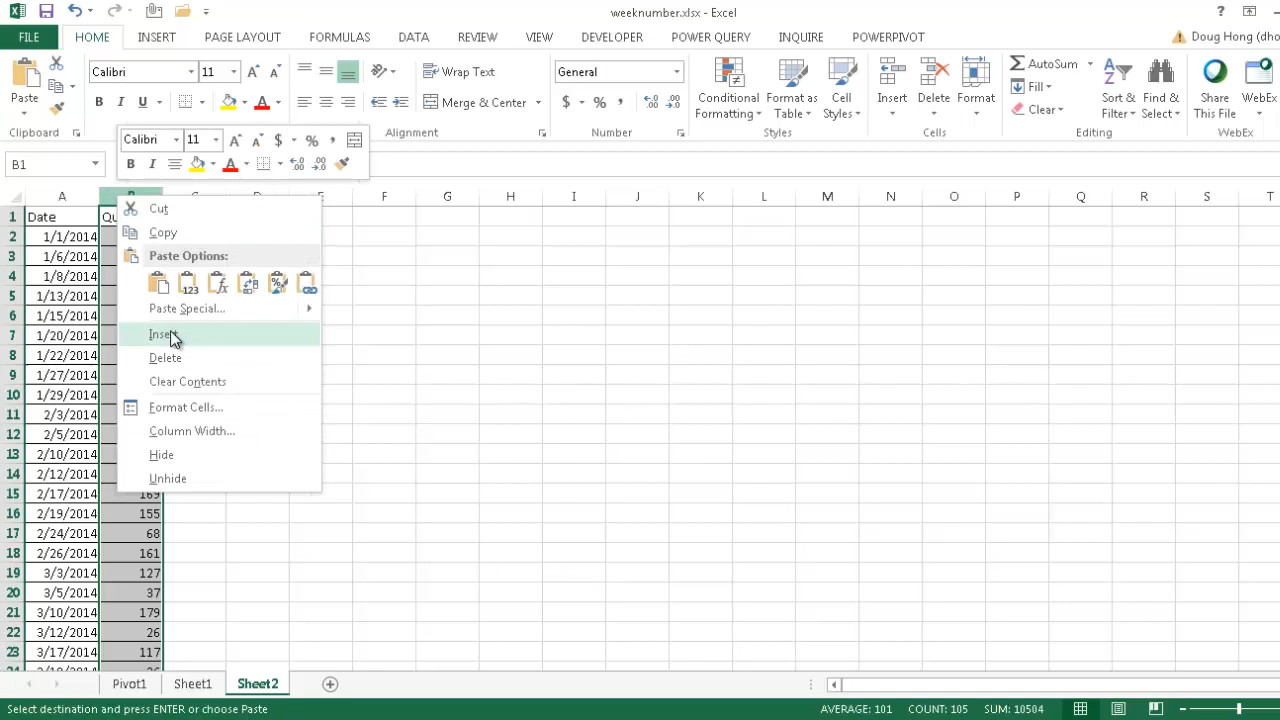 weeknumber.xlsx - Excel
FILE HOME INSERT PAGE LAYOUT FORMULAS DATA REVIEW VIEW DEVELOPER POWER QUERY INQUIRE POWERPIVOT Doug Hong (dho
Paste
Calibri 11
B I U A
Wrap Text
Merge & Center
General
$ % ,
Conditional Formatting
Format as Table
Cell Styles
Insert Delete Format
AutoSum
Fill
Clear
Sort & Filter
Find & Select
Share This File
WebEx
Clipboard Alignment Number Styles Cells Editing WebEx
Calibri 11 A A $ % ,
B I A
B1
A C D E F G H I J K L M N O P Q R S T
1 Date Qu
2 1/1/2014
3 1/6/2014
4 1/8/2014
5 1/13/2014
6 1/15/2014
7 1/20/2014
8 1/22/2014
9 1/27/2014
10 1/29/2014
11 2/3/2014
12 2/5/2014
13 2/10/2014
14 2/12/2014
15 2/17/2014 169
16 2/19/2014 155
17 2/24/2014 68
18 2/26/2014 161
19 3/3/2014 127
20 3/5/2014 37
21 3/10/2014 179
22 3/12/2014 26
23 3/17/2014 117
Cut
Copy
Paste Options:
Paste Special...
Insert
Delete
Clear Contents
Format Cells...
Column Width...
Hide
Unhide
Pivot1 Sheet1 Sheet2
Select destination and press ENTER or choose Paste AVERAGE: 101 COUNT: 105 SUM: 10504